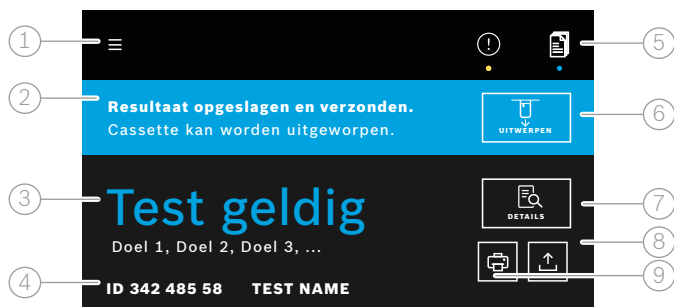 1
5
2
Resultaat opgeslagen en verzonden.
Cassette kan worden uitgeworpen.
UITWERPEN
6
3
Test geldig
Doel 1, Doel 2, Doel 3, ...
DETAILS
7
8
4
ID 342 485 58 TEST NAME
9